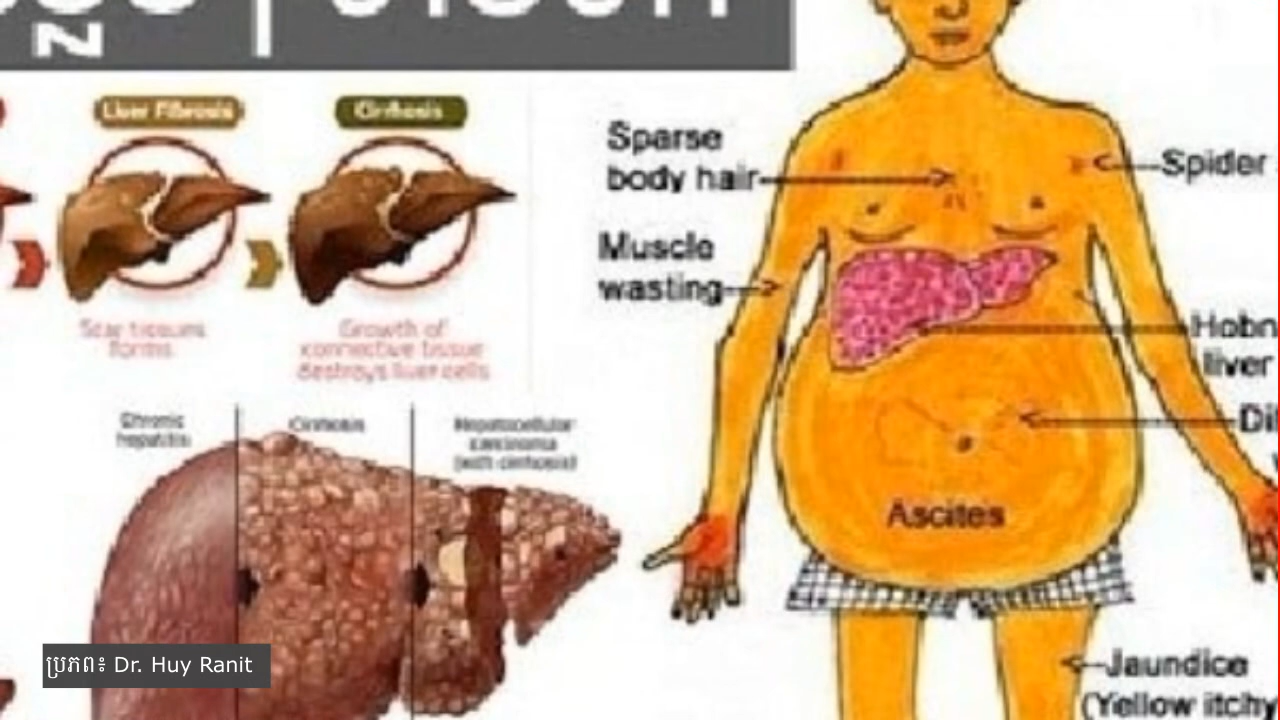 Liver Fibrosis
Cirrhosis
Scar tissues
forms
Growth of
connective tissue
destroys liver cells
Chronic
hepatitis
Cirrhosis
Hepatocellular
carcinoma
(with cirrhosis)
Sparse
body hair
Muscle
wasting
Spider
Hobn
liver
Di
Ascites
Jaundice
(Yellow itchy
ប្រភព៖ Dr. Huy Ranit